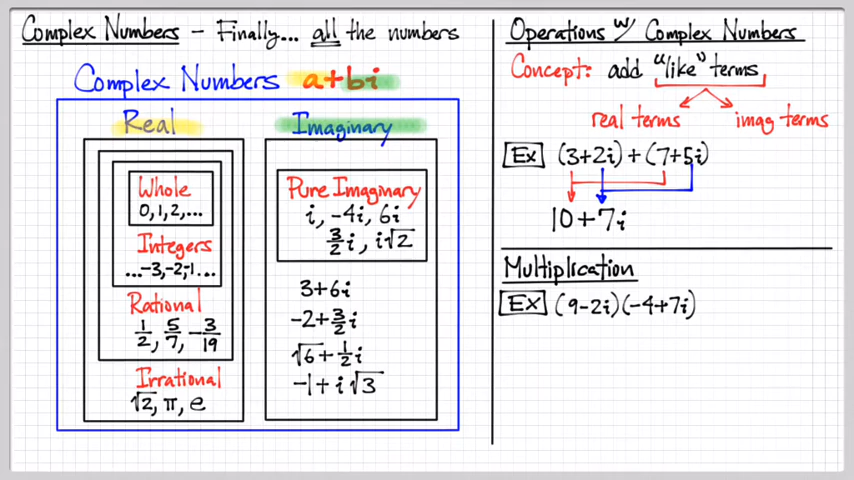 Complex Numbers – Finally... all the numbers
Complex Numbers a+bi
Real
Whole
0,1,2,...
Integers
...-3,-2,-1...
Rational
1/2, 5/7, -3/19
Irrational
√2, π, e
Imaginary
Pure Imaginary
i, -4i, 6i
3/2 i, i√2
3+6i
-2+3/2 i
√6+1/2 i
-1+i√3
Operations w/ Complex Numbers
Concept: add "like" terms
real terms imag terms
Ex (3+2i)+(7+5i)
10+7i
Multiplication
Ex (9-2i)(-4+7i)